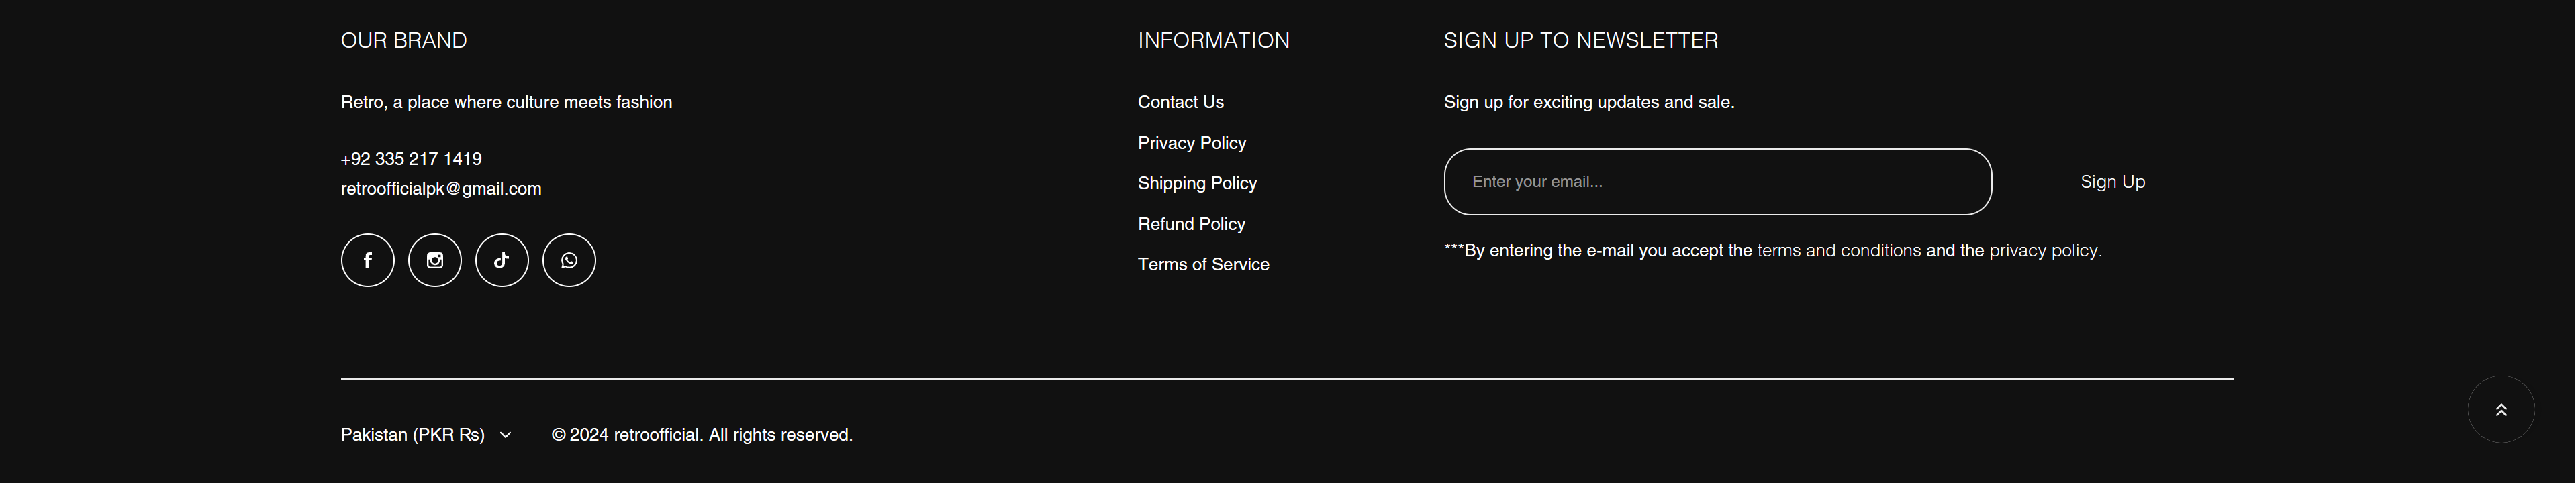 OUR BRAND
Retro, a place where culture meets fashion
+92 335 217 1419
retroofficialpk@gmail.com
INFORMATION
Contact Us
Privacy Policy
Shipping Policy
Refund Policy
Terms of Service
SIGN UP TO NEWSLETTER
Sign up for exciting updates and sale.
Enter your email...
Sign Up
***By entering the e-mail you accept the terms and conditions and the privacy policy.
Pakistan (PKR Rs)
© 2024 retroofficial. All rights reserved.